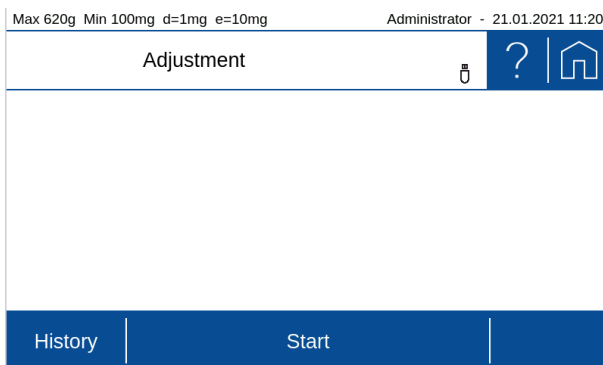 Max 620g Min 100mg d=1mg e=10mg Administrator - 21.01.2021 11:20
Adjustment
?
History Start